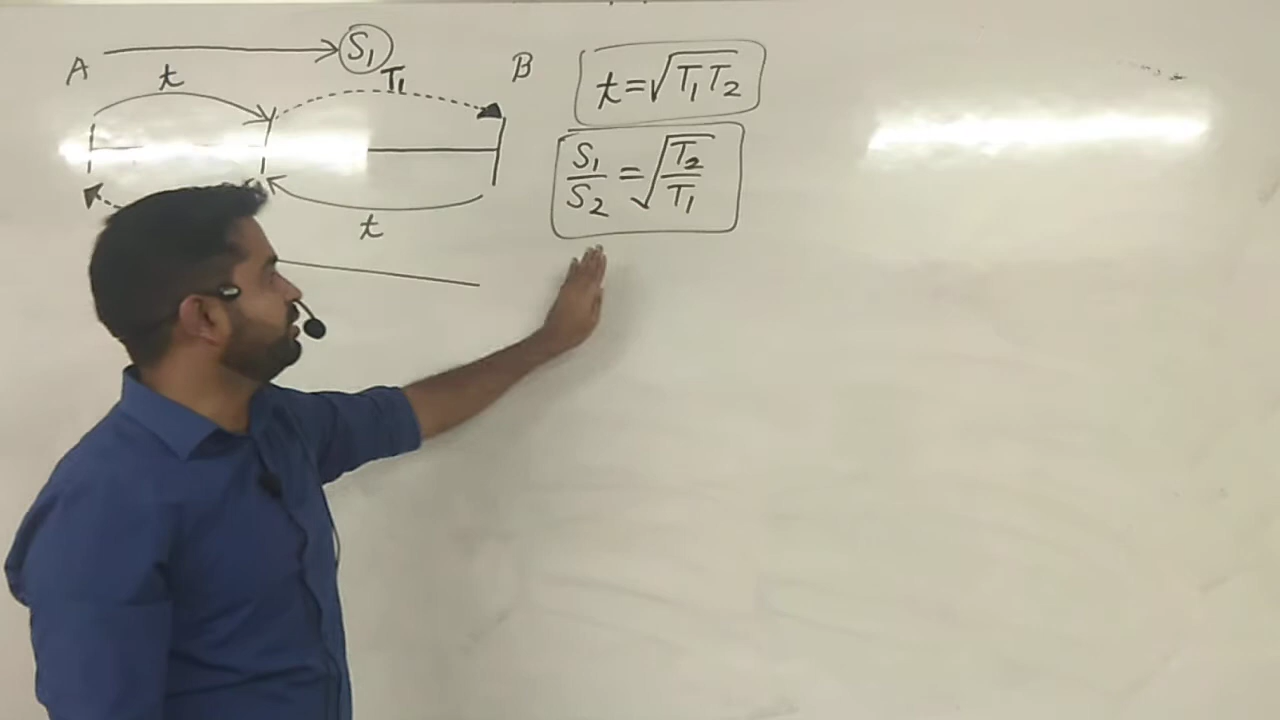 A
S₁
B
t
T₁
t
t=√T₁T₂
S₁/S₂=√T₂/T₁